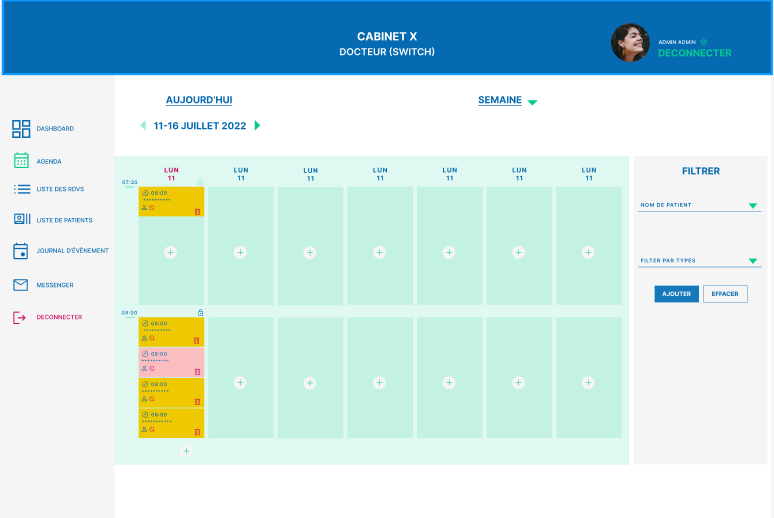 CABINET X
DOCTEUR (SWITCH)
ADMIN ADMIN
DECONNECTER
DASHBOARD
AGENDA
LISTE DES RDVS
LISTE DE PATIENTS
JOURNAL D'ÉVÈNEMENT
MESSENGER
DECONNECTER
AUJOURD'HUI
SEMAINE
11-16 JUILLET 2022
LUN LUN LUN LUN LUN LUN LUN
11 11 11 11 11 11 11
07:30
08:00
08:00
08:00
08:00
08:00
08:00
FILTRER
NOM DE PATIENT
FILTER PAR TYPES
AJOUTER EFFACER